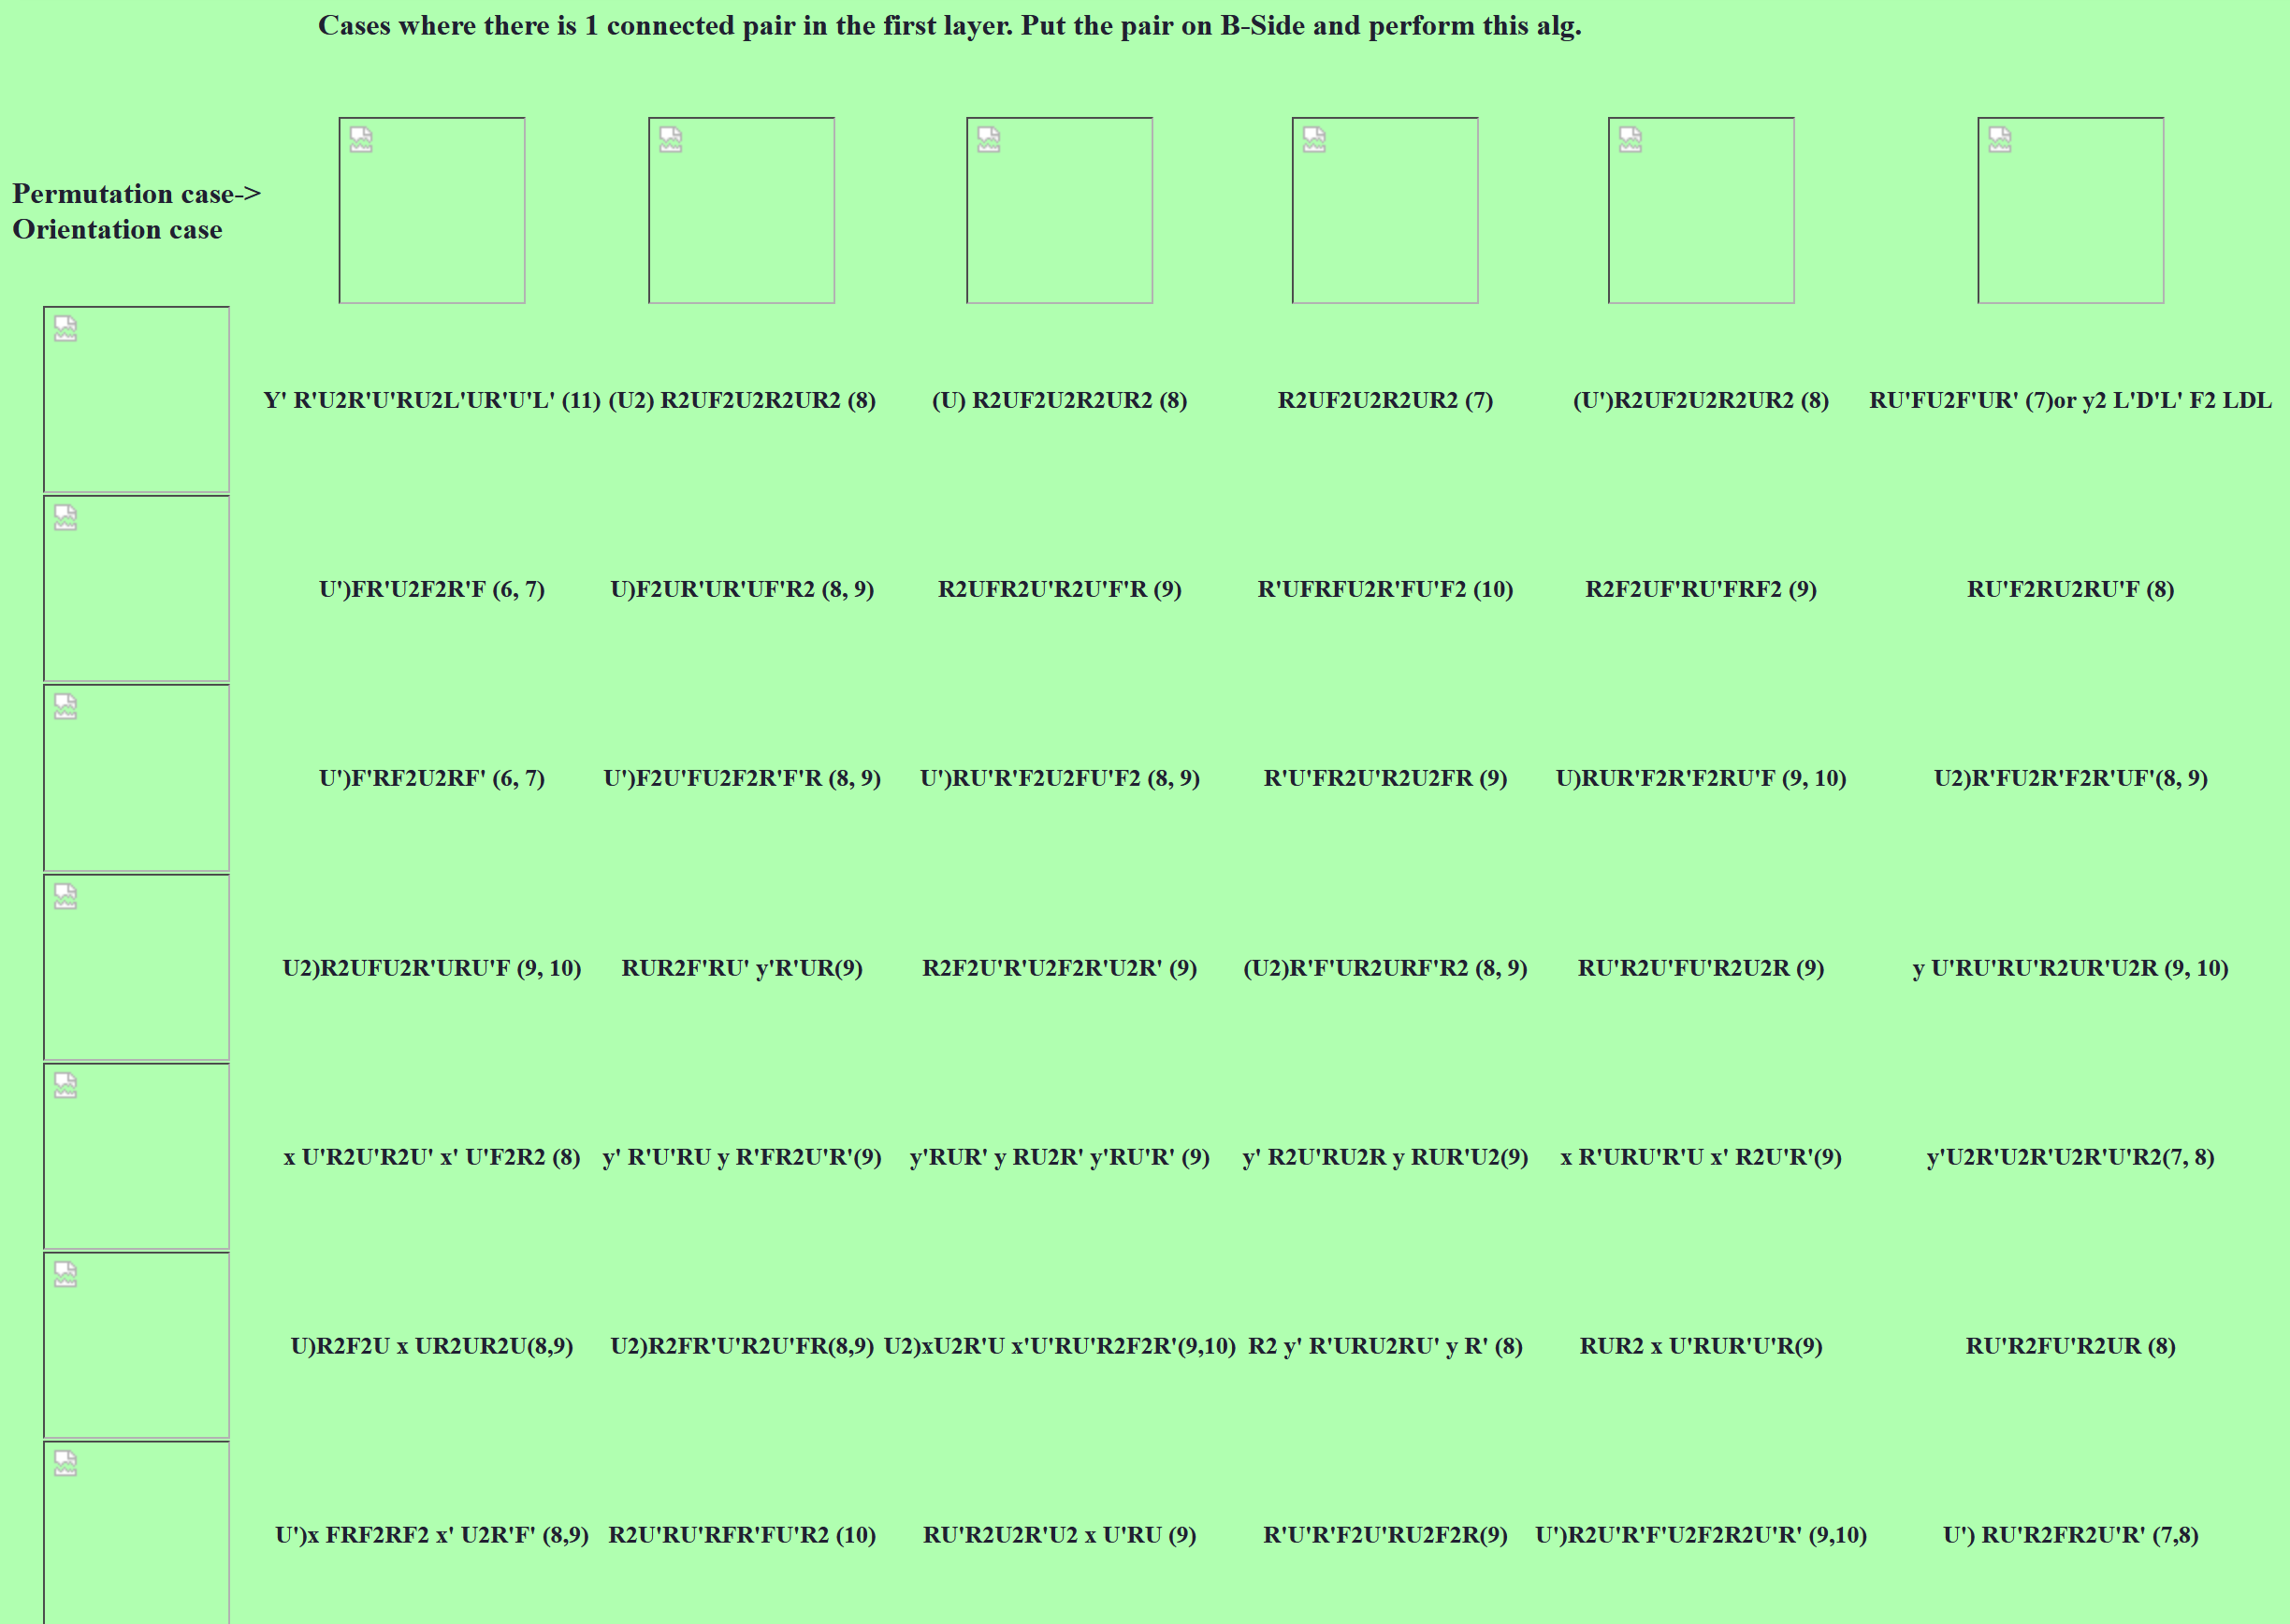 Cases where there is 1 connected pair in the first layer. Put the pair on B-Side and perform this alg.
Permutation case->
Orientation case
Y' R'U2R'U'RU2L'UR'U'L' (11) (U2) R2UF2U2R2UR2 (8) (U) R2UF2U2R2UR2 (8) R2UF2U2R2UR2 (7) (U')R2UF2U2R2UR2 (8) RU'FU2F'UR' (7)or y2 L'D'L' F2 LDL
U')FR'U2F2R'F (6, 7) U)F2UR'UR'UF'R2 (8, 9) R2UFR2U'R2U'F'R (9) R'UFRFU2R'FU'F2 (10) R2F2UF'RU'FRF2 (9) RU'F2RU2RU'F (8)
U')F'RF2U2RF' (6, 7) U')F2U'FU2F2R'F'R (8, 9) U')RU'R'F2U2FU'F2 (8, 9) R'U'FR2U'R2U2FR (9) U)RUR'F2R'F2RU'F (9, 10) U2)R'FU2R'F2R'UF'(8, 9)
U2)R2UFU2R'URU'F (9, 10) RUR2F'RU' y'R'UR(9) R2F2U'R'U2F2R'U2R' (9) (U2)R'F'UR2URF'R2 (8, 9) RU'R2U'FU'R2U2R (9) y U'RU'RU'R2UR'U2R (9, 10)
x U'R2U'R2U' x' U'F2R2 (8) y' R'U'RU y R'FR2U'R'(9) y'RUR' y RU2R' y'RU'R' (9) y' R2U'RU2R y RUR'U2(9) x R'URU'R'U x' R2U'R'(9) y'U2R'U2R'U2R'U'R2(7, 8)
U)R2F2U x UR2UR2U(8,9) U2)R2FR'U'R2U'FR(8,9) U2)xU2R'U x'U'RU'R2F2R'(9,10) R2 y' R'URU2RU' y R' (8) RUR2 x U'RUR'U'R(9) RU'R2FU'R2UR (8)
U')x FRF2RF2 x' U2R'F' (8,9) R2U'RU'RFR'FU'R2 (10) RU'R2U2R'U2 x U'RU (9) R'U'R'F2U'RU2F2R(9) U')R2U'R'F'U2F2R2U'R' (9,10) U') RU'R2FR2U'R' (7,8)